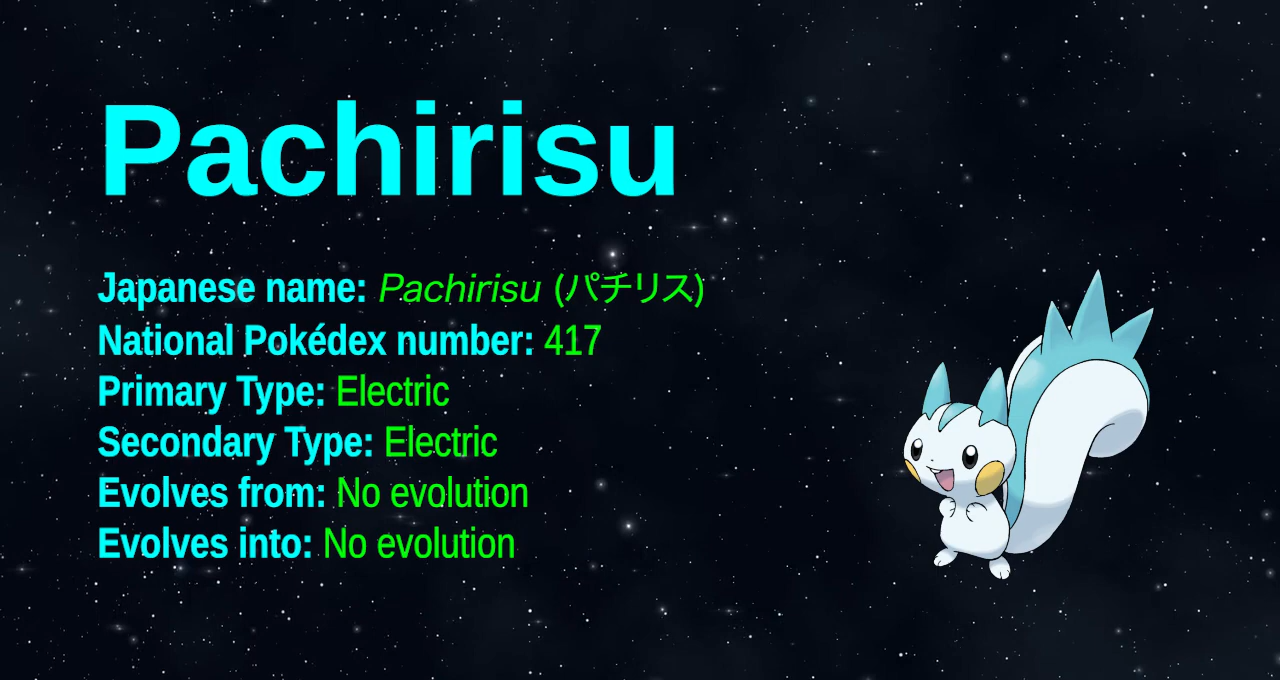 Pachirisu
Japanese name: Pachirisu (パチリス)
National Pokédex number: 417
Primary Type: Electric
Secondary Type: Electric
Evolves from: No evolution
Evolves into: No evolution